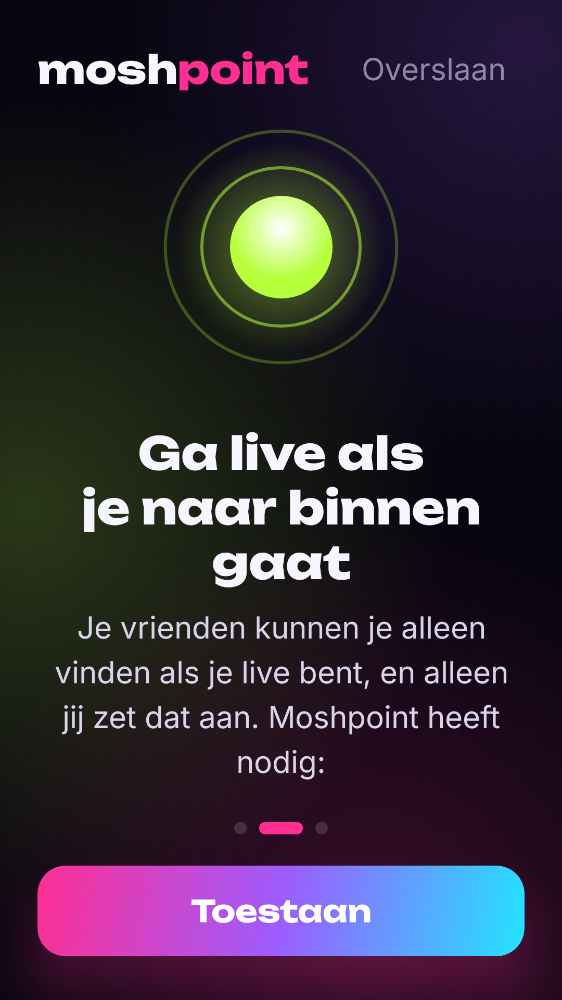 moshpoint
Overslaan
Ga live als
je naar binnen
gaat
Je vrienden kunnen je alleen
vinden als je live bent, en alleen
jij zet dat aan. Moshpoint heeft
nodig:
Toestaan